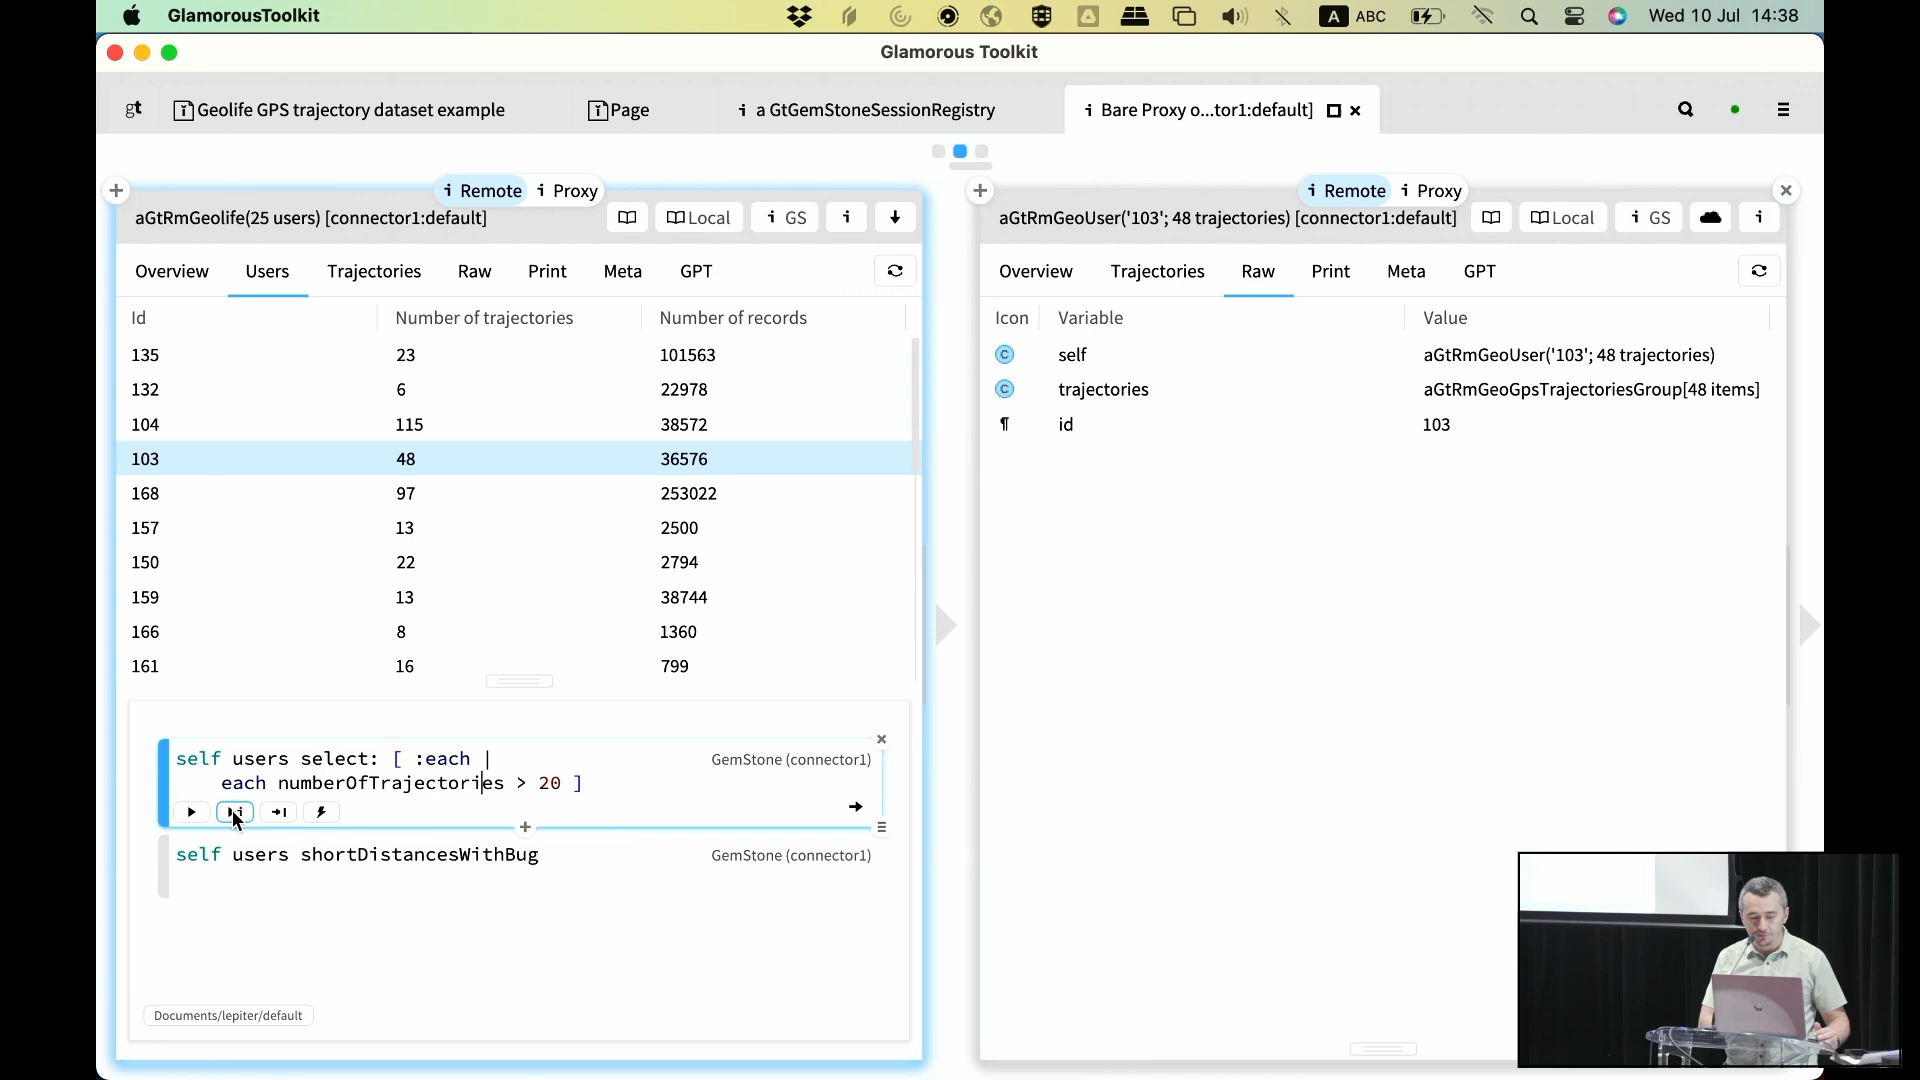 GlamorousToolkit
A ABC
Wed 10 Jul 14:38
Glamorous Toolkit
gt
Geolife GPS trajectory dataset example
Page
i a GtGemStoneSessionRegistry
i Bare Proxy o...tor1:default]
i Remote i Proxy
aGtRmGeolife(25 users) [connector1:default]
Local
i GS
i
Overview Users Trajectories Raw Print Meta GPT
Id Number of trajectories Number of records
135 23 101563
132 6 22978
104 115 38572
103 48 36576
168 97 253022
157 13 2500
150 22 2794
159 13 38744
166 8 1360
161 16 799
self users select: [ :each |
GemStone (connector1)
each numberOfTrajectories > 20 ]
self users shortDistancesWithBug
GemStone (connector1)
Documents/lepiter/default
i Remote i Proxy
aGtRmGeoUser('103'; 48 trajectories) [connector1:default]
Local
i GS
i
Overview Trajectories Raw Print Meta GPT
Icon Variable Value
C self aGtRmGeoUser('103'; 48 trajectories)
C trajectories aGtRmGeoGpsTrajectoriesGroup[48 items]
¶ id 103